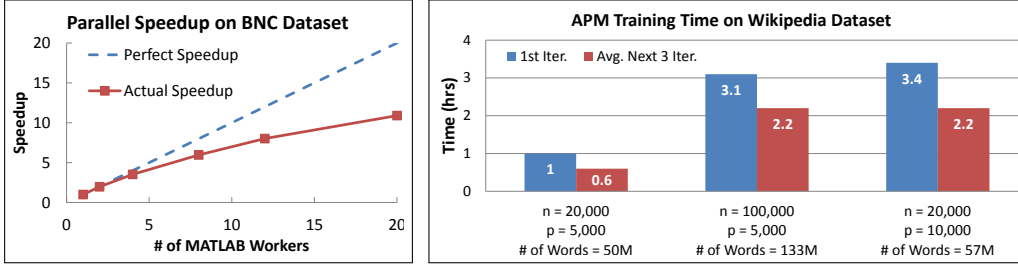 Parallel Speedup on BNC Dataset
20
15
10
5
0
Speedup
Perfect Speedup
Actual Speedup
0 5 10 15 20
# of MATLAB Workers
APM Training Time on Wikipedia Dataset
4
3
2
1
0
Time (hrs)
1st Iter. Avg. Next 3 Iter.
1 0.6 3.1 2.2 3.4 2.2
n = 20,000 n = 100,000 n = 20,000
p = 5,000 p = 5,000 p = 10,000
# of Words = 50M # of Words = 133M # of Words = 57M